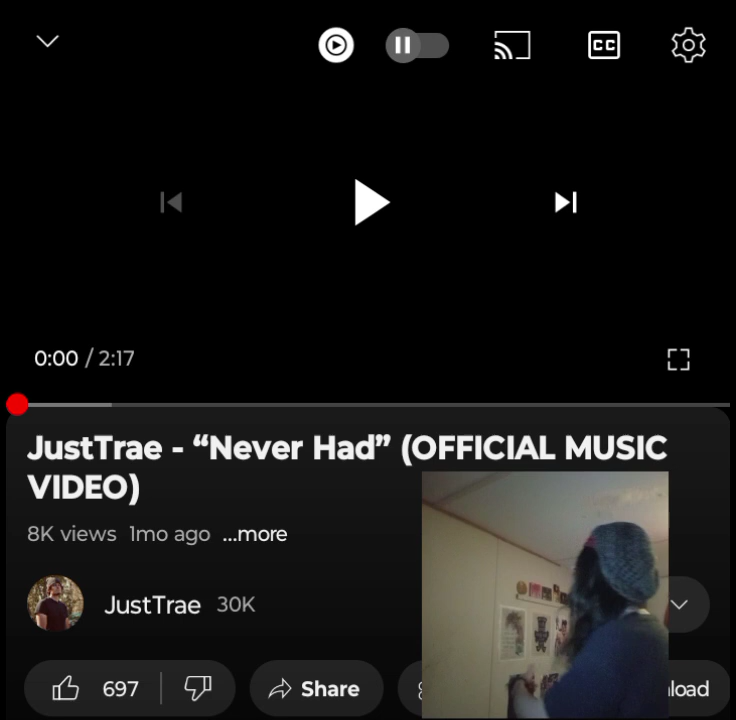 CC
0:00 / 2:17
JustTrae - “Never Had” (OFFICIAL MUSIC
VIDEO)
8K views 1mo ago ...more
JustTrae 30K
697 Share load